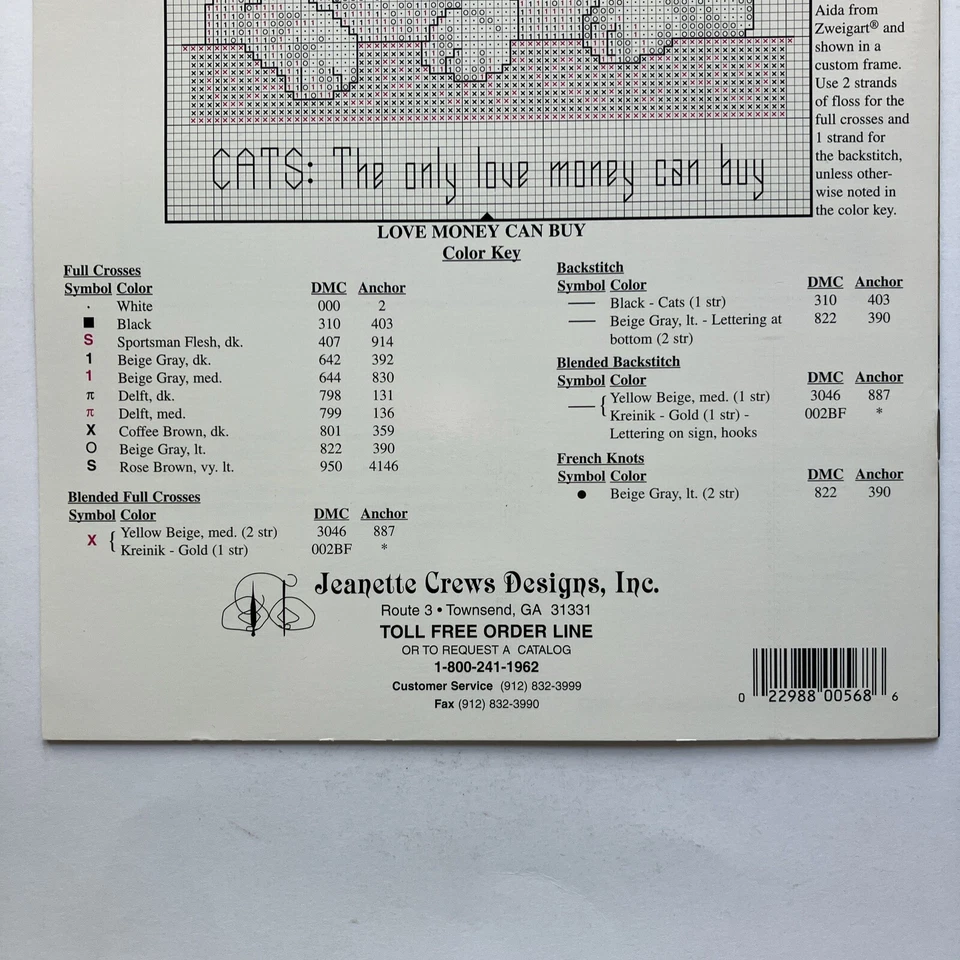 Aida from
Zweigart® and
shown in a
custom frame.
Use 2 strands
of floss for the
full crosses and
1 strand for
the backstitch,
unless other-
wise noted in
the color key.
CATS: The only love money can buy
LOVE MONEY CAN BUY
Color Key
Full Crosses
Symbol Color DMC Anchor
· White 000 2
■ Black 310 403
S Sportsman Flesh, dk. 407 914
1 Beige Gray, dk. 642 392
1 Beige Gray, med. 644 830
π Delft, dk. 798 131
π Delft, med. 799 136
X Coffee Brown, dk. 801 359
O Beige Gray, lt. 822 390
S Rose Brown, vy. lt. 950 4146
Blended Full Crosses
Symbol Color DMC Anchor
X { Yellow Beige, med. (2 str) 3046 887
Kreinik - Gold (1 str) 002BF *
Backstitch
Symbol Color DMC Anchor
— Black - Cats (1 str) 310 403
— Beige Gray, lt. - Lettering at 822 390
bottom (2 str)
Blended Backstitch
Symbol Color DMC Anchor
— { Yellow Beige, med. (1 str) 3046 887
Kreinik - Gold (1 str) - 002BF *
Lettering on sign, hooks
French Knots
Symbol Color DMC Anchor
● Beige Gray, lt. (2 str) 822 390
Jeanette Crews Designs, Inc.
Route 3 • Townsend, GA 31331
TOLL FREE ORDER LINE
OR TO REQUEST A CATALOG
1-800-241-1962
Customer Service (912) 832-3999
Fax (912) 832-3990
0 22988 00568 6